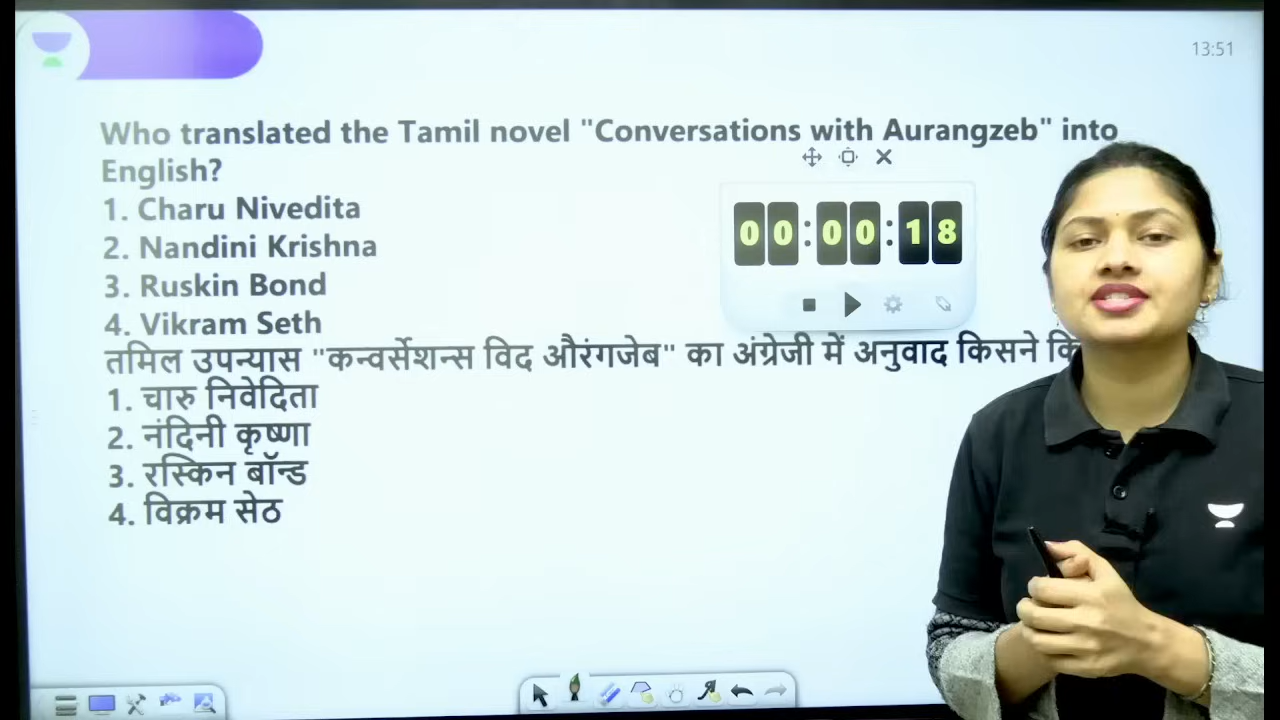 13:51
Who translated the Tamil novel "Conversations with Aurangzeb" into
English?
1. Charu Nivedita
2. Nandini Krishna
3. Ruskin Bond
4. Vikram Seth
00:00:18
तमिल उपन्यास "कन्वर्सेशन्स विद औरंगजेब" का अंग्रेजी में अनुवाद किसने
1. चारु निवेदिता
2. नंदिनी कृष्णा
3. रस्किन बॉन्ड
4. विक्रम सेठ